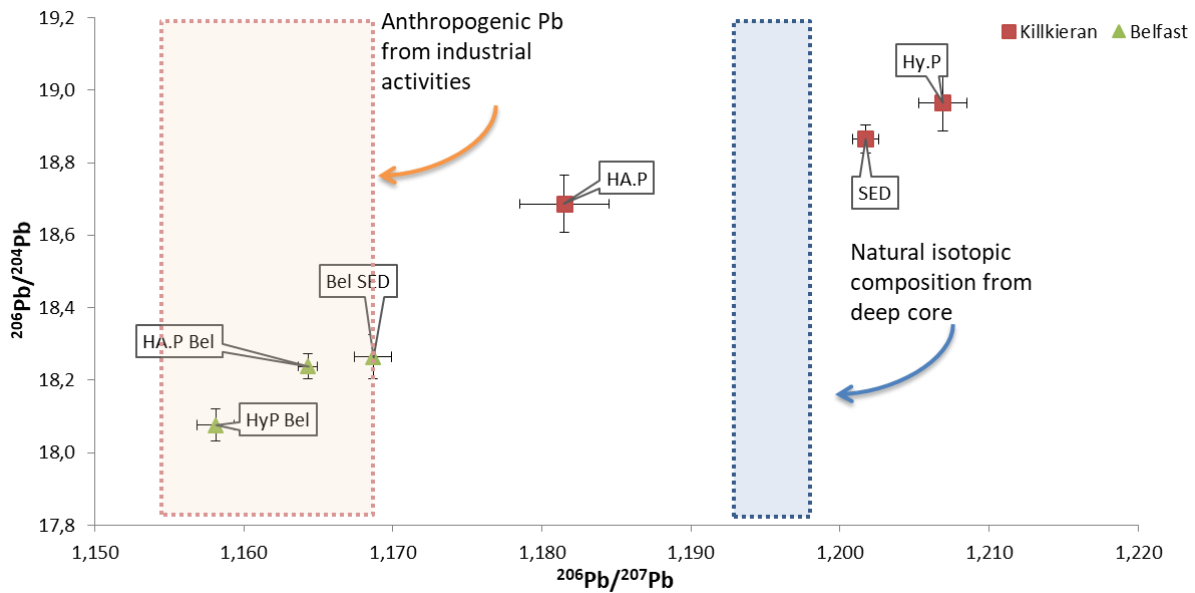 19,2
19,0
18,8
18,6
18,4
18,2
18,0
17,8
²⁰⁶Pb/²⁰⁴Pb
Anthropogenic Pb
from industrial
activities
Killkieran
Belfast
Hy.P
SED
HA.P
Bel SED
HA.P Bel
HyP Bel
Natural isotopic
composition from
deep core
1,150
1,160
1,170
1,180
1,190
1,200
1,210
1,220
²⁰⁶Pb/²⁰⁷Pb